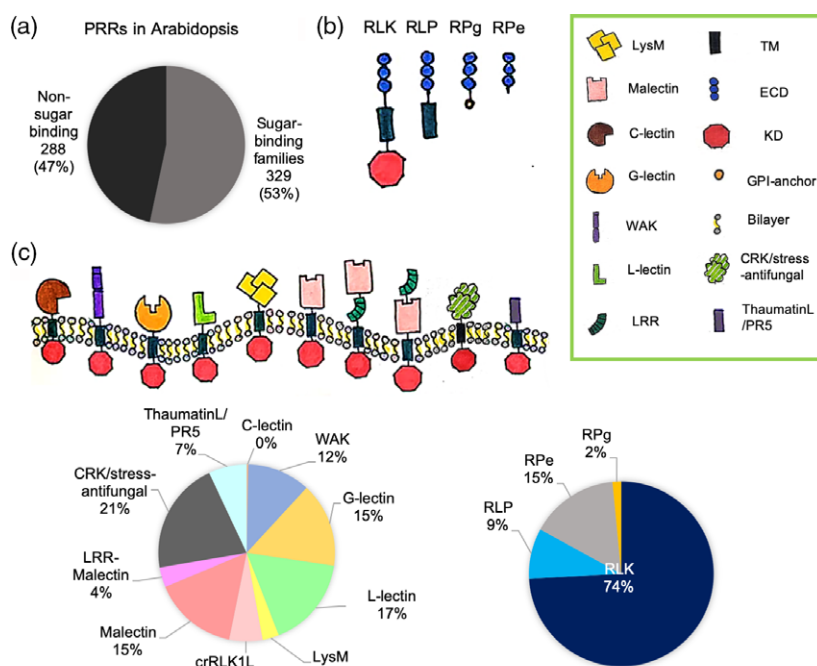 (a)
PRRs in Arabidopsis
Non-
sugar
binding
288
(47%)
Sugar-
binding
families
329
(53%)
(b)
RLK RLP RPg RPe
LysM
TM
Malectin
ECD
C-lectin
KD
G-lectin
GPI-anchor
WAK
Bilayer
L-lectin
CRK/stress
-antifungal
LRR
ThaumatinL
/PR5
(c)
ThaumatinL/
PR5
7%
C-lectin
0%
WAK
12%
CRK/stress-
antifungal
21%
G-lectin
15%
LRR-
Malectin
4%
L-lectin
17%
Malectin
15%
crRLK1L
LysM
RPg
2%
RPe
15%
RLP
9%
RLK
74%